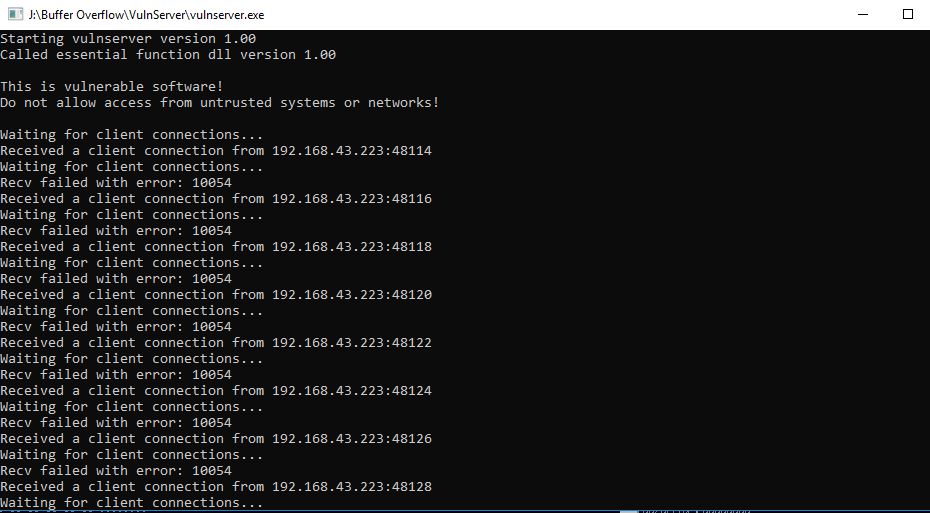 J:\Buffer Overflow\VulnServer\vulnserver.exe
Starting vulnserver version 1.00
Called essential function dll version 1.00
This is vulnerable software!
Do not allow access from untrusted systems or networks!
Waiting for client connections...
Received a client connection from 192.168.43.223:48114
Waiting for client connections...
Recv failed with error: 10054
Received a client connection from 192.168.43.223:48116
Waiting for client connections...
Recv failed with error: 10054
Received a client connection from 192.168.43.223:48118
Waiting for client connections...
Recv failed with error: 10054
Received a client connection from 192.168.43.223:48120
Waiting for client connections...
Recv failed with error: 10054
Received a client connection from 192.168.43.223:48122
Waiting for client connections...
Recv failed with error: 10054
Received a client connection from 192.168.43.223:48124
Waiting for client connections...
Recv failed with error: 10054
Received a client connection from 192.168.43.223:48126
Waiting for client connections...
Recv failed with error: 10054
Received a client connection from 192.168.43.223:48128
Waiting for client connections...